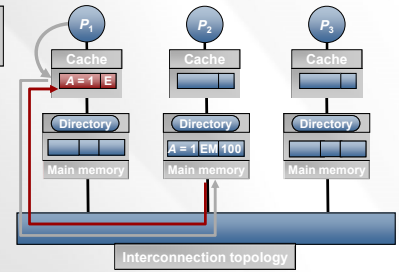 P1 P2 P3
Cache Cache Cache
A = 1 E
Directory Directory Directory
A = 1 EM 100
Main memory Main memory Main memory
Interconnection topology